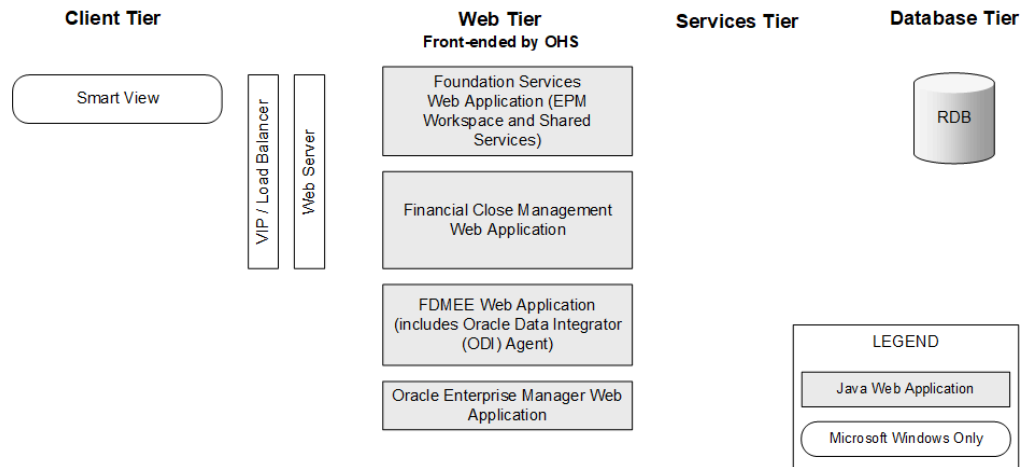 Client Tier
Web Tier
Front-ended by OHS
Services Tier
Database Tier
Smart View
VIP / Load Balancer
Web Server
Foundation Services
Web Application (EPM
Workspace and Shared
Services)
Financial Close Management
Web Application
FDMEE Web Application
(includes Oracle Data Integrator
(ODI) Agent)
Oracle Enterprise Manager Web
Application
RDB
LEGEND
Java Web Application
Microsoft Windows Only